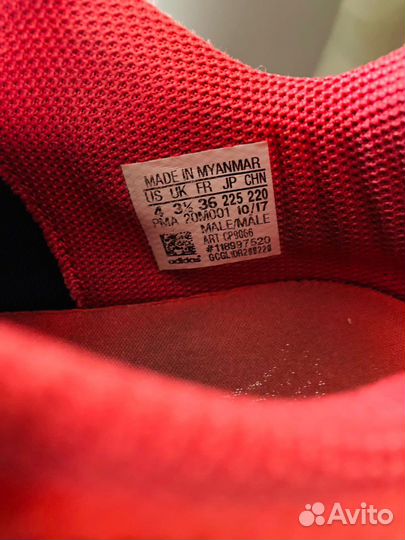 MADE IN MYANMAR
US UK FR JP CHN
4 3½ 36 225 220
PMA 20M001 10/17
MALE/MALE
ART CP9066
#118997520
adidas
Avito